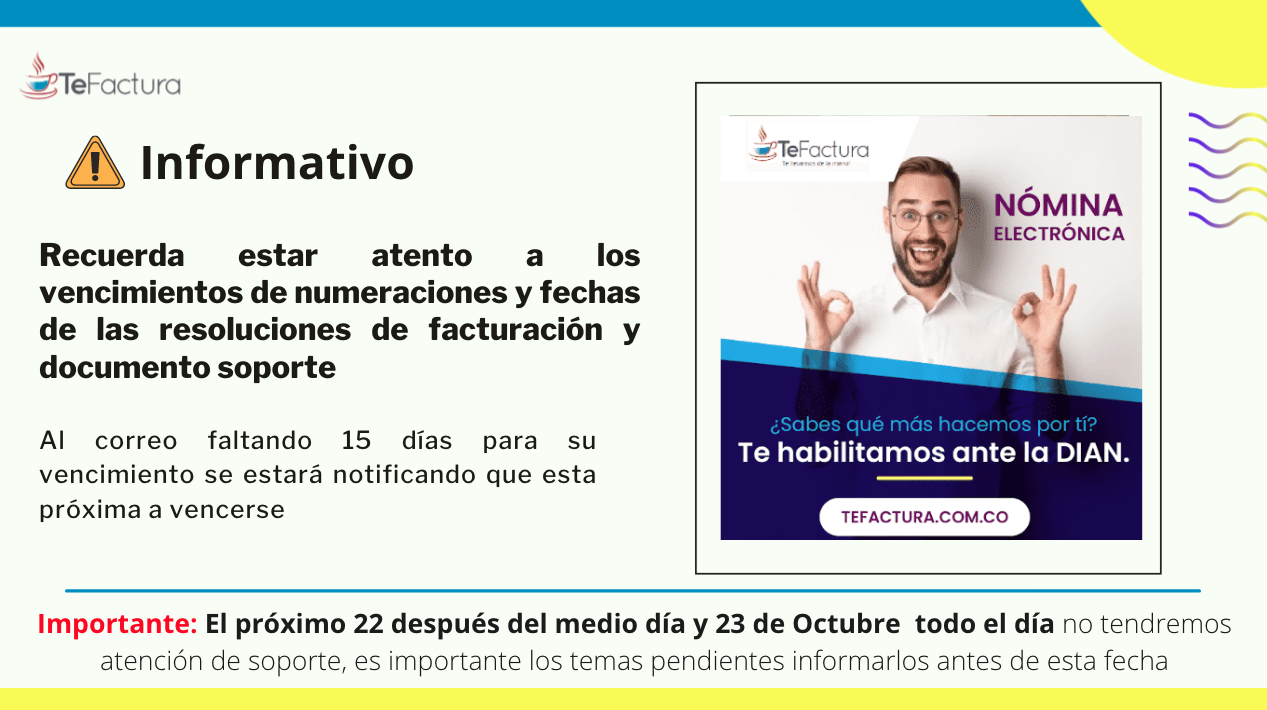 TeFactura
Informativo
Recuerda estar atento a los
vencimientos de numeraciones y fechas
de las resoluciones de facturación y
documento soporte
Al correo faltando 15 días para su
vencimiento se estará notificando que esta
próxima a vencerse
TeFactura
Te llevamos de la mano!
NÓMINA
ELECTRÓNICA
¿Sabes qué más hacemos por tí?
Te habilitamos ante la DIAN.
TEFACTURA.COM.CO
Importante: El próximo 22 después del medio día y 23 de Octubre todo el día no tendremos
atención de soporte, es importante los temas pendientes informarlos antes de esta fecha